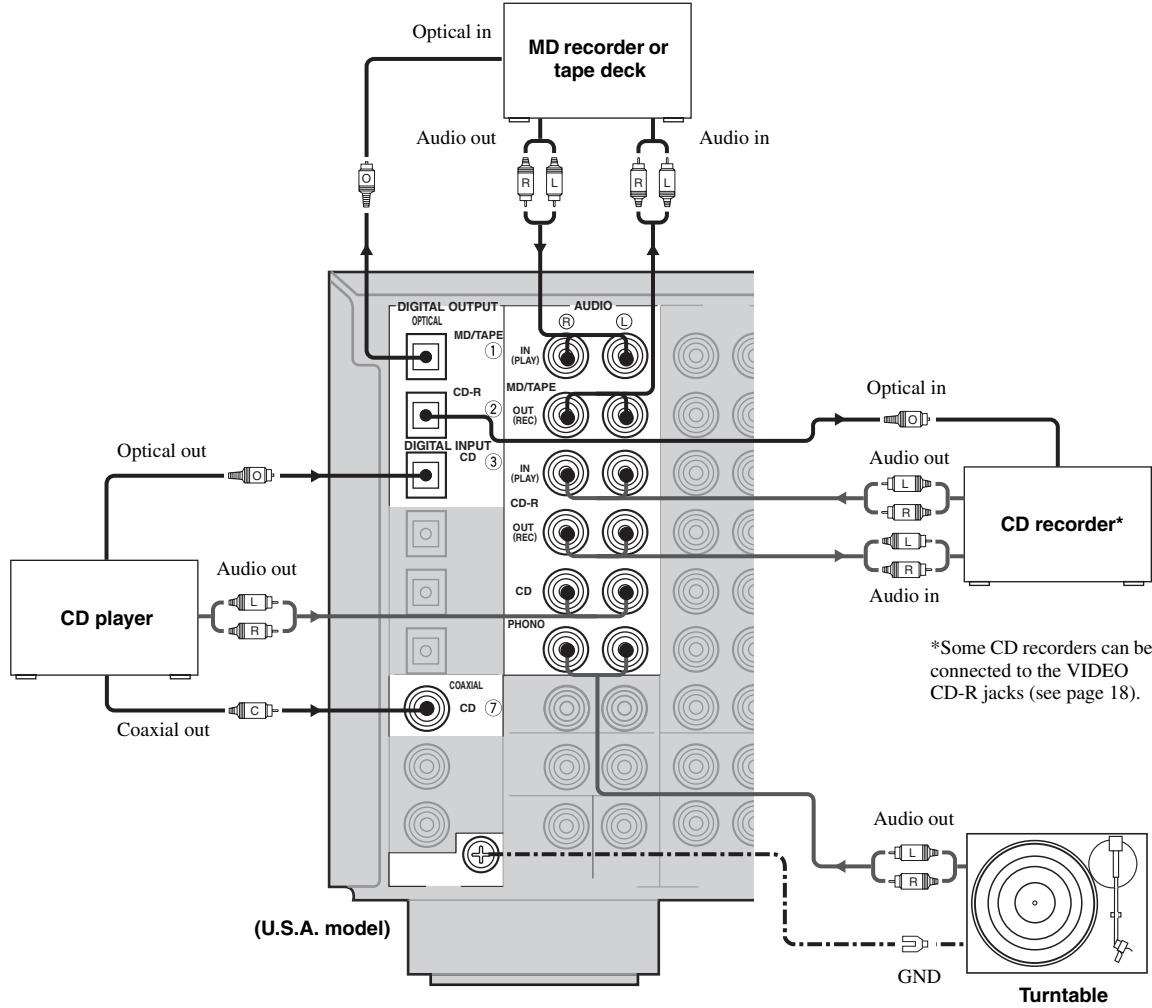 Optical in
MD recorder or
tape deck
Audio out
Audio in
O
R
L
R
L
DIGITAL OUTPUT
OPTICAL
AUDIO
R
L
MD/TAPE
①
IN
(PLAY)
MD/TAPE
CD-R
②
OUT
(REC)
DIGITAL INPUT
CD
③
IN
(PLAY)
CD-R
OUT
(REC)
CD
PHONO
COAXIAL
CD
⑦
Optical in
O
Audio out
L
R
CD recorder*
L
R
Audio in
*Some CD recorders can be
connected to the VIDEO
CD-R jacks (see page 18).
Optical out
O
Audio out
L
R
CD player
C
Coaxial out
Audio out
L
R
GND
Turntable
(U.S.A. model)